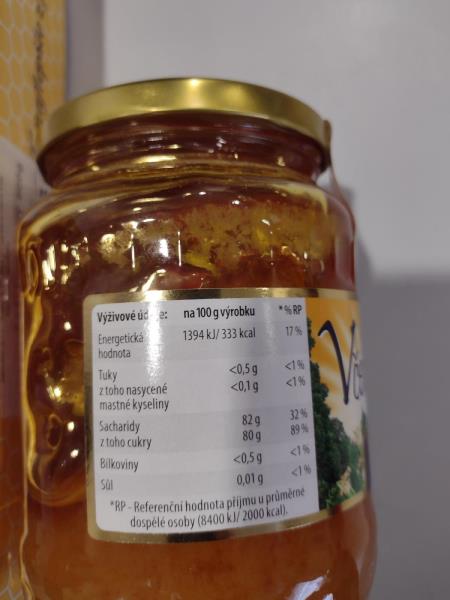 Výživové údaje: na 100 g výrobku *% RP
Energetická 1394 kJ/ 333 kcal 17 %
hodnota
Tuky <0,5 g <1 %
z toho nasycené <0,1 g <1 %
mastné kyseliny
Sacharidy 82 g 32 %
z toho cukry 80 g 89 %
Bílkoviny <0,5 g <1 %
Sůl 0,01 g <1 %
*RP - Referenční hodnota příjmu u průměrné
dospělé osoby (8400 kJ/ 2000 kcal).